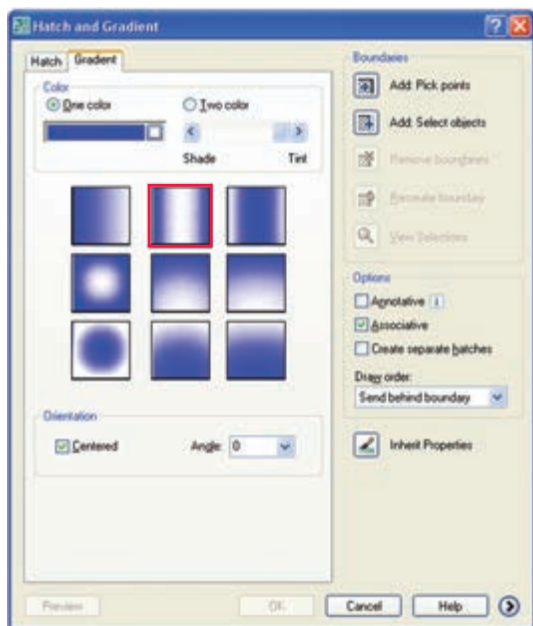 Hatch and Gradient
Hatch Gradient
Color
One color
Two color
Shade Tint
Orientation
Centered
Angle: 0
Boundaries
Add: Pick points
Add: Select objects
Remove boundaries
Recreate boundary
View Selections
Options
Annotative
Associative
Create separate hatches
Draw order:
Send behind boundary
Inherit Properties
Preview OK Cancel Help